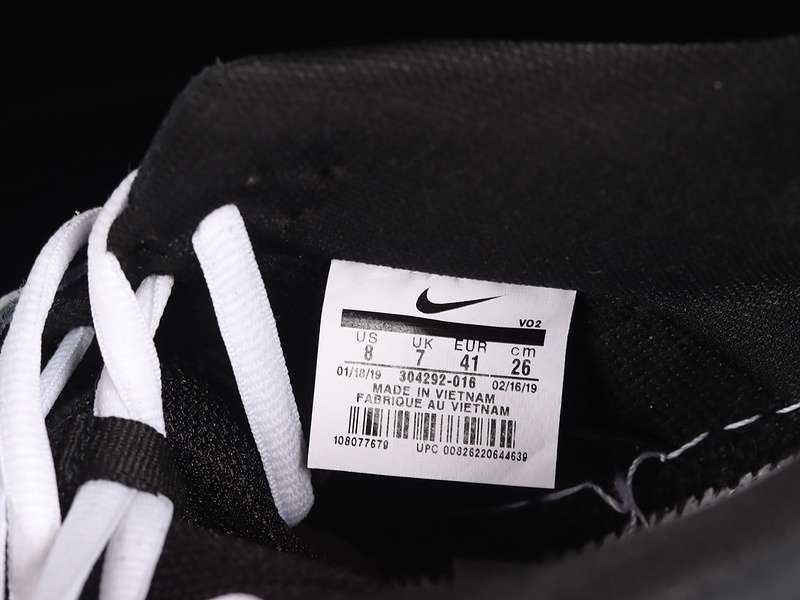 VO2
US UK EUR cm
8 7 41 26
01/18/19 304292-016 02/16/19
MADE IN VIETNAM
FABRIQUE AU VIETNAM
108077679 UPC 00826220644639